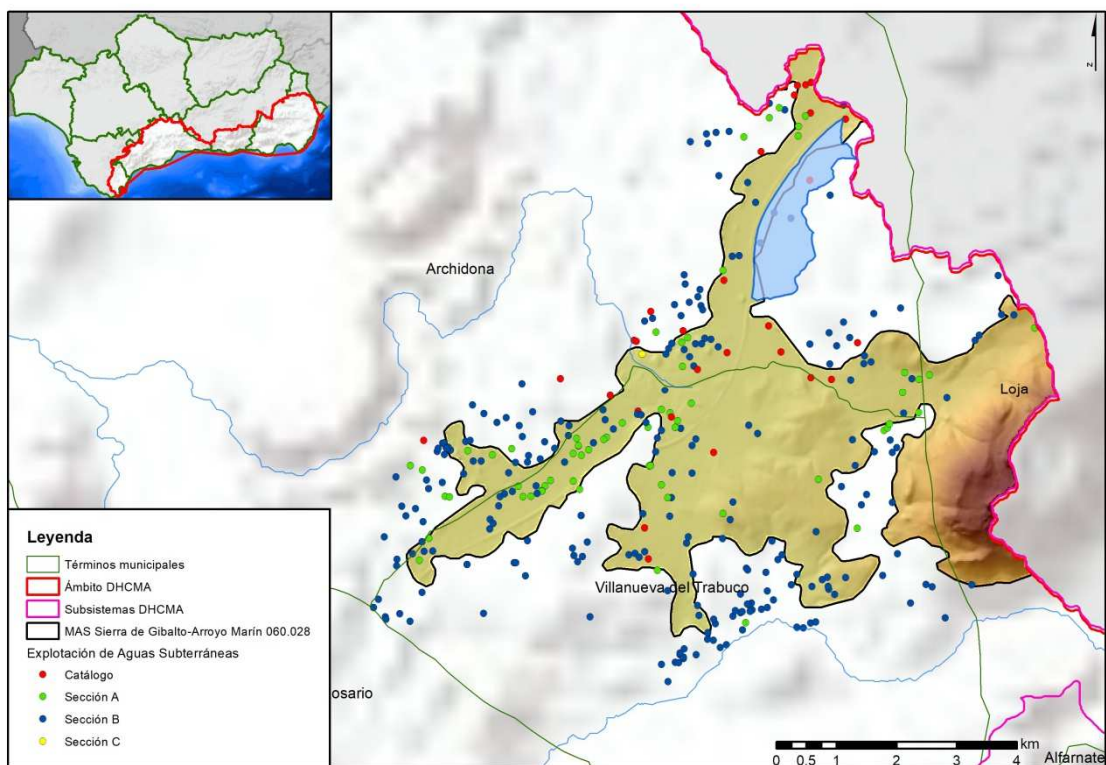 z
Archidona
Loja
Villanueva del Trabuco
osario
Alfarnate
Leyenda
Términos municipales
Ámbito DHCMA
Subsistemas DHCMA
MAS Sierra de Gibalto-Arroyo Marín 060.028
Explotación de Aguas Subterráneas
Catálogo
Sección A
Sección B
Sección C
km
0 0.5 1 2 3 4